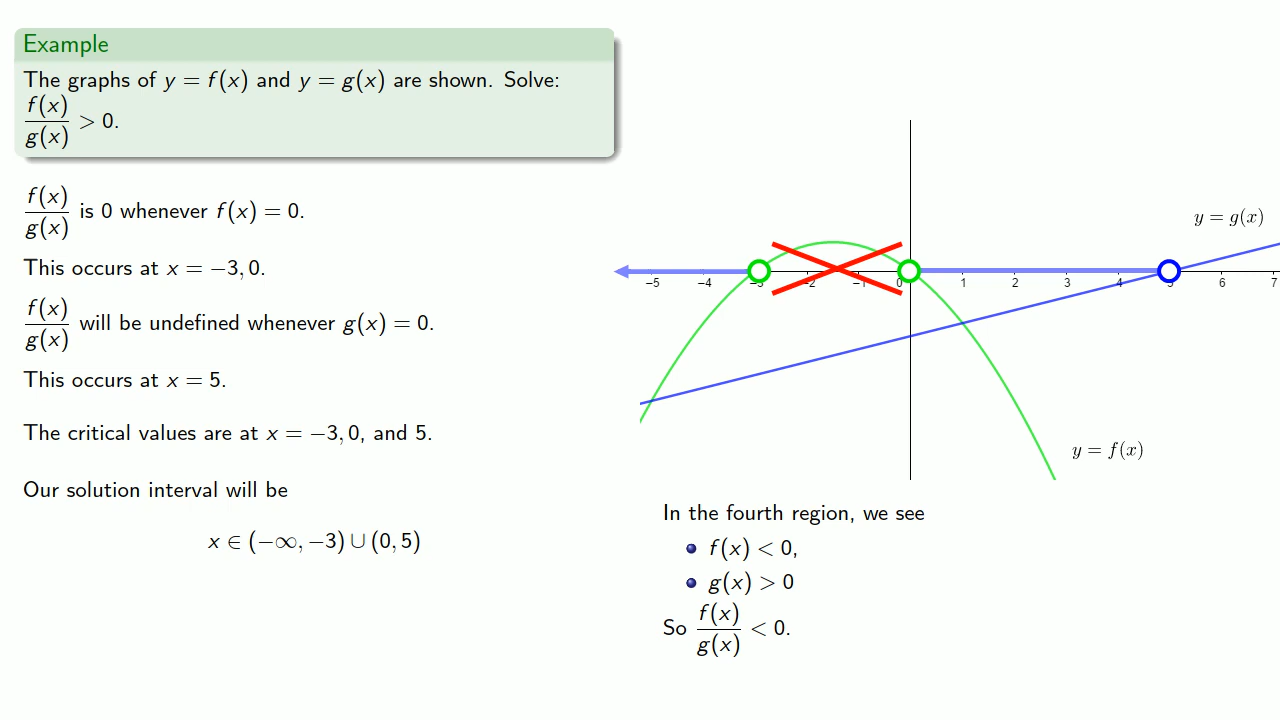 Example
The graphs of y = f(x) and y = g(x) are shown. Solve:
f(x)/g(x) > 0.
f(x)/g(x) is 0 whenever f(x) = 0.
This occurs at x = −3, 0.
f(x)/g(x) will be undefined whenever g(x) = 0.
This occurs at x = 5.
The critical values are at x = −3, 0, and 5.
Our solution interval will be
x ∈ (−∞, −3) ∪ (0, 5)
y = g(x)
−5 −4 −3 −2 −1 0 1 2 3 4 5 6 7
y = f(x)
In the fourth region, we see
• f(x) < 0,
• g(x) > 0
So f(x)/g(x) < 0.